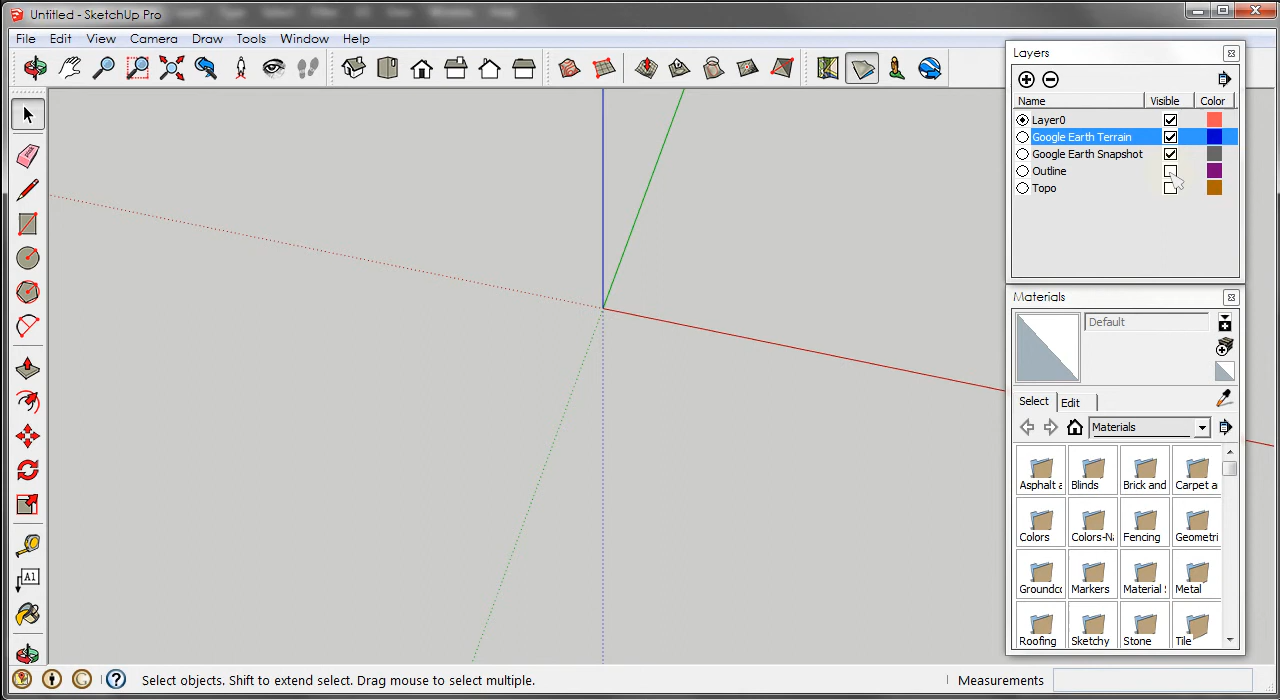 Untitled - SketchUp Pro
File Edit View Camera Draw Tools Window Help
Layers
Name Visible Color
Layer0
Google Earth Terrain
Google Earth Snapshot
Outline
Topo
Materials
Default
Select Edit
Materials
Asphalt a Blinds Brick and Carpet a
Colors Colors-Na Fencing Geometri
Groundco Markers Material Metal
Roofing Sketchy Stone Tile
A1
Select objects. Shift to extend select. Drag mouse to select multiple.
Measurements